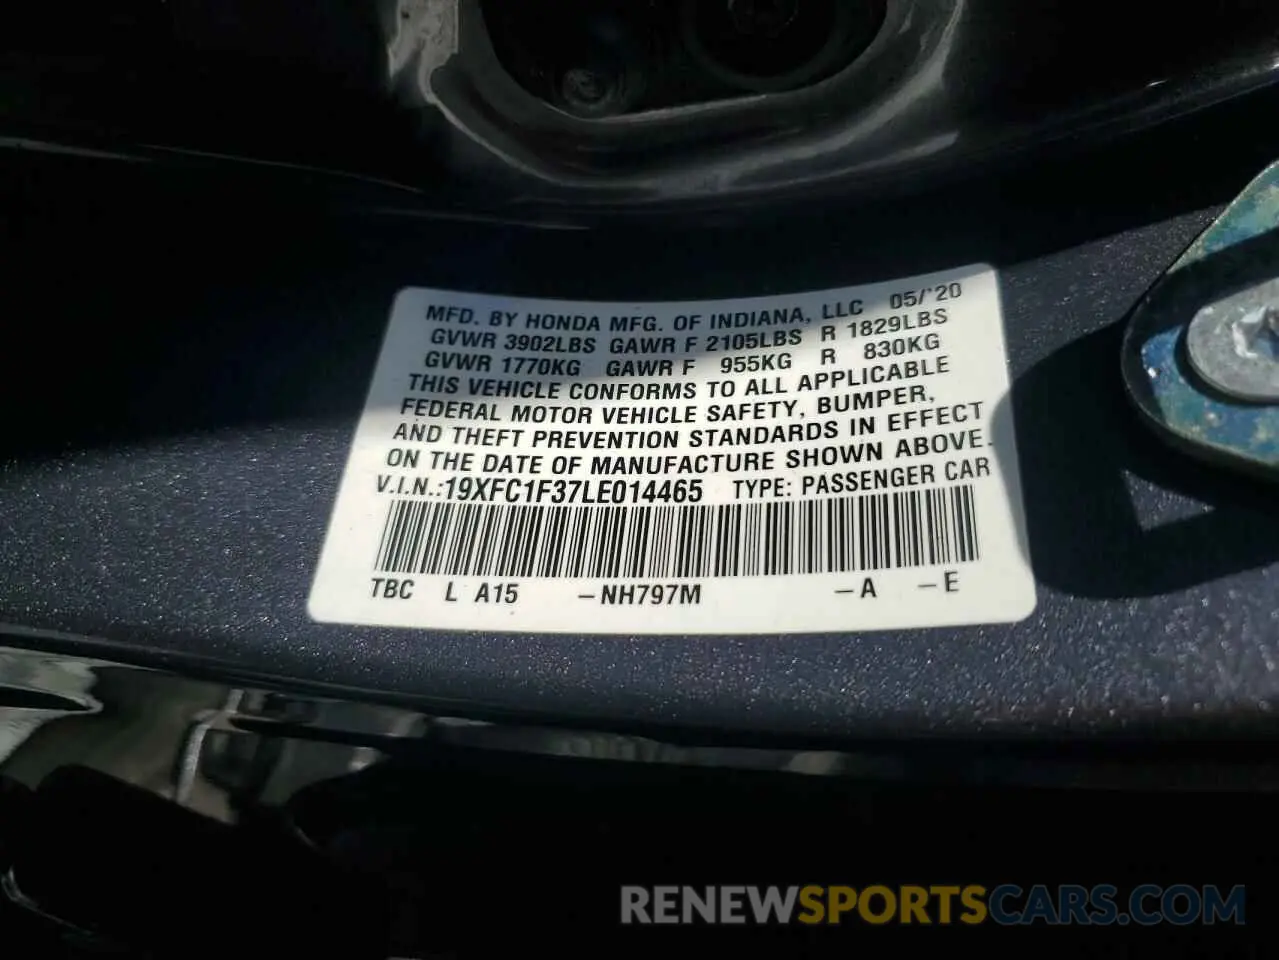 MFD. BY HONDA MFG. OF INDIANA, LLC 05/'20
GVWR 3902LBS GAWR F 2105LBS R 1829LBS
GVWR 1770KG GAWR F 955KG R 830KG
THIS VEHICLE CONFORMS TO ALL APPLICABLE
FEDERAL MOTOR VEHICLE SAFETY, BUMPER,
AND THEFT PREVENTION STANDARDS IN EFFECT
ON THE DATE OF MANUFACTURE SHOWN ABOVE.
V.I.N.:19XFC1F37LE014465 TYPE: PASSENGER CAR
TBC L A15 -NH797M -A -E
RENEWSPORTSCARS.COM